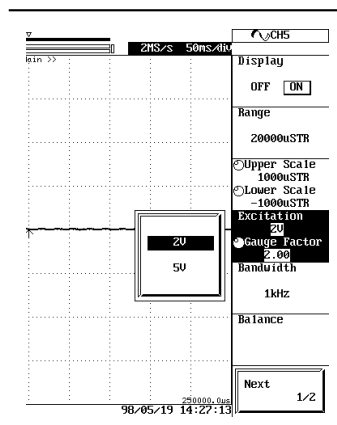 CH5
2MS/s 50ms/div
ain >>
Display
OFF ON
Range
20000uSTR
Upper Scale
1000uSTR
Lower Scale
-1000uSTR
Excitation
2V
Gauge Factor
2.00
Bandwidth
1kHz
Balance
2V
5V
Next
1/2
250000.0us
98/05/19 14:27:13